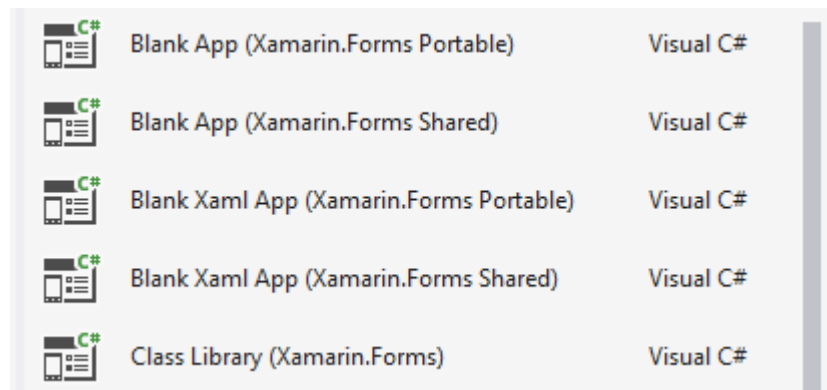 C# Blank App (Xamarin.Forms Portable) Visual C#
C# Blank App (Xamarin.Forms Shared) Visual C#
C# Blank Xaml App (Xamarin.Forms Portable) Visual C#
C# Blank Xaml App (Xamarin.Forms Shared) Visual C#
C# Class Library (Xamarin.Forms) Visual C#